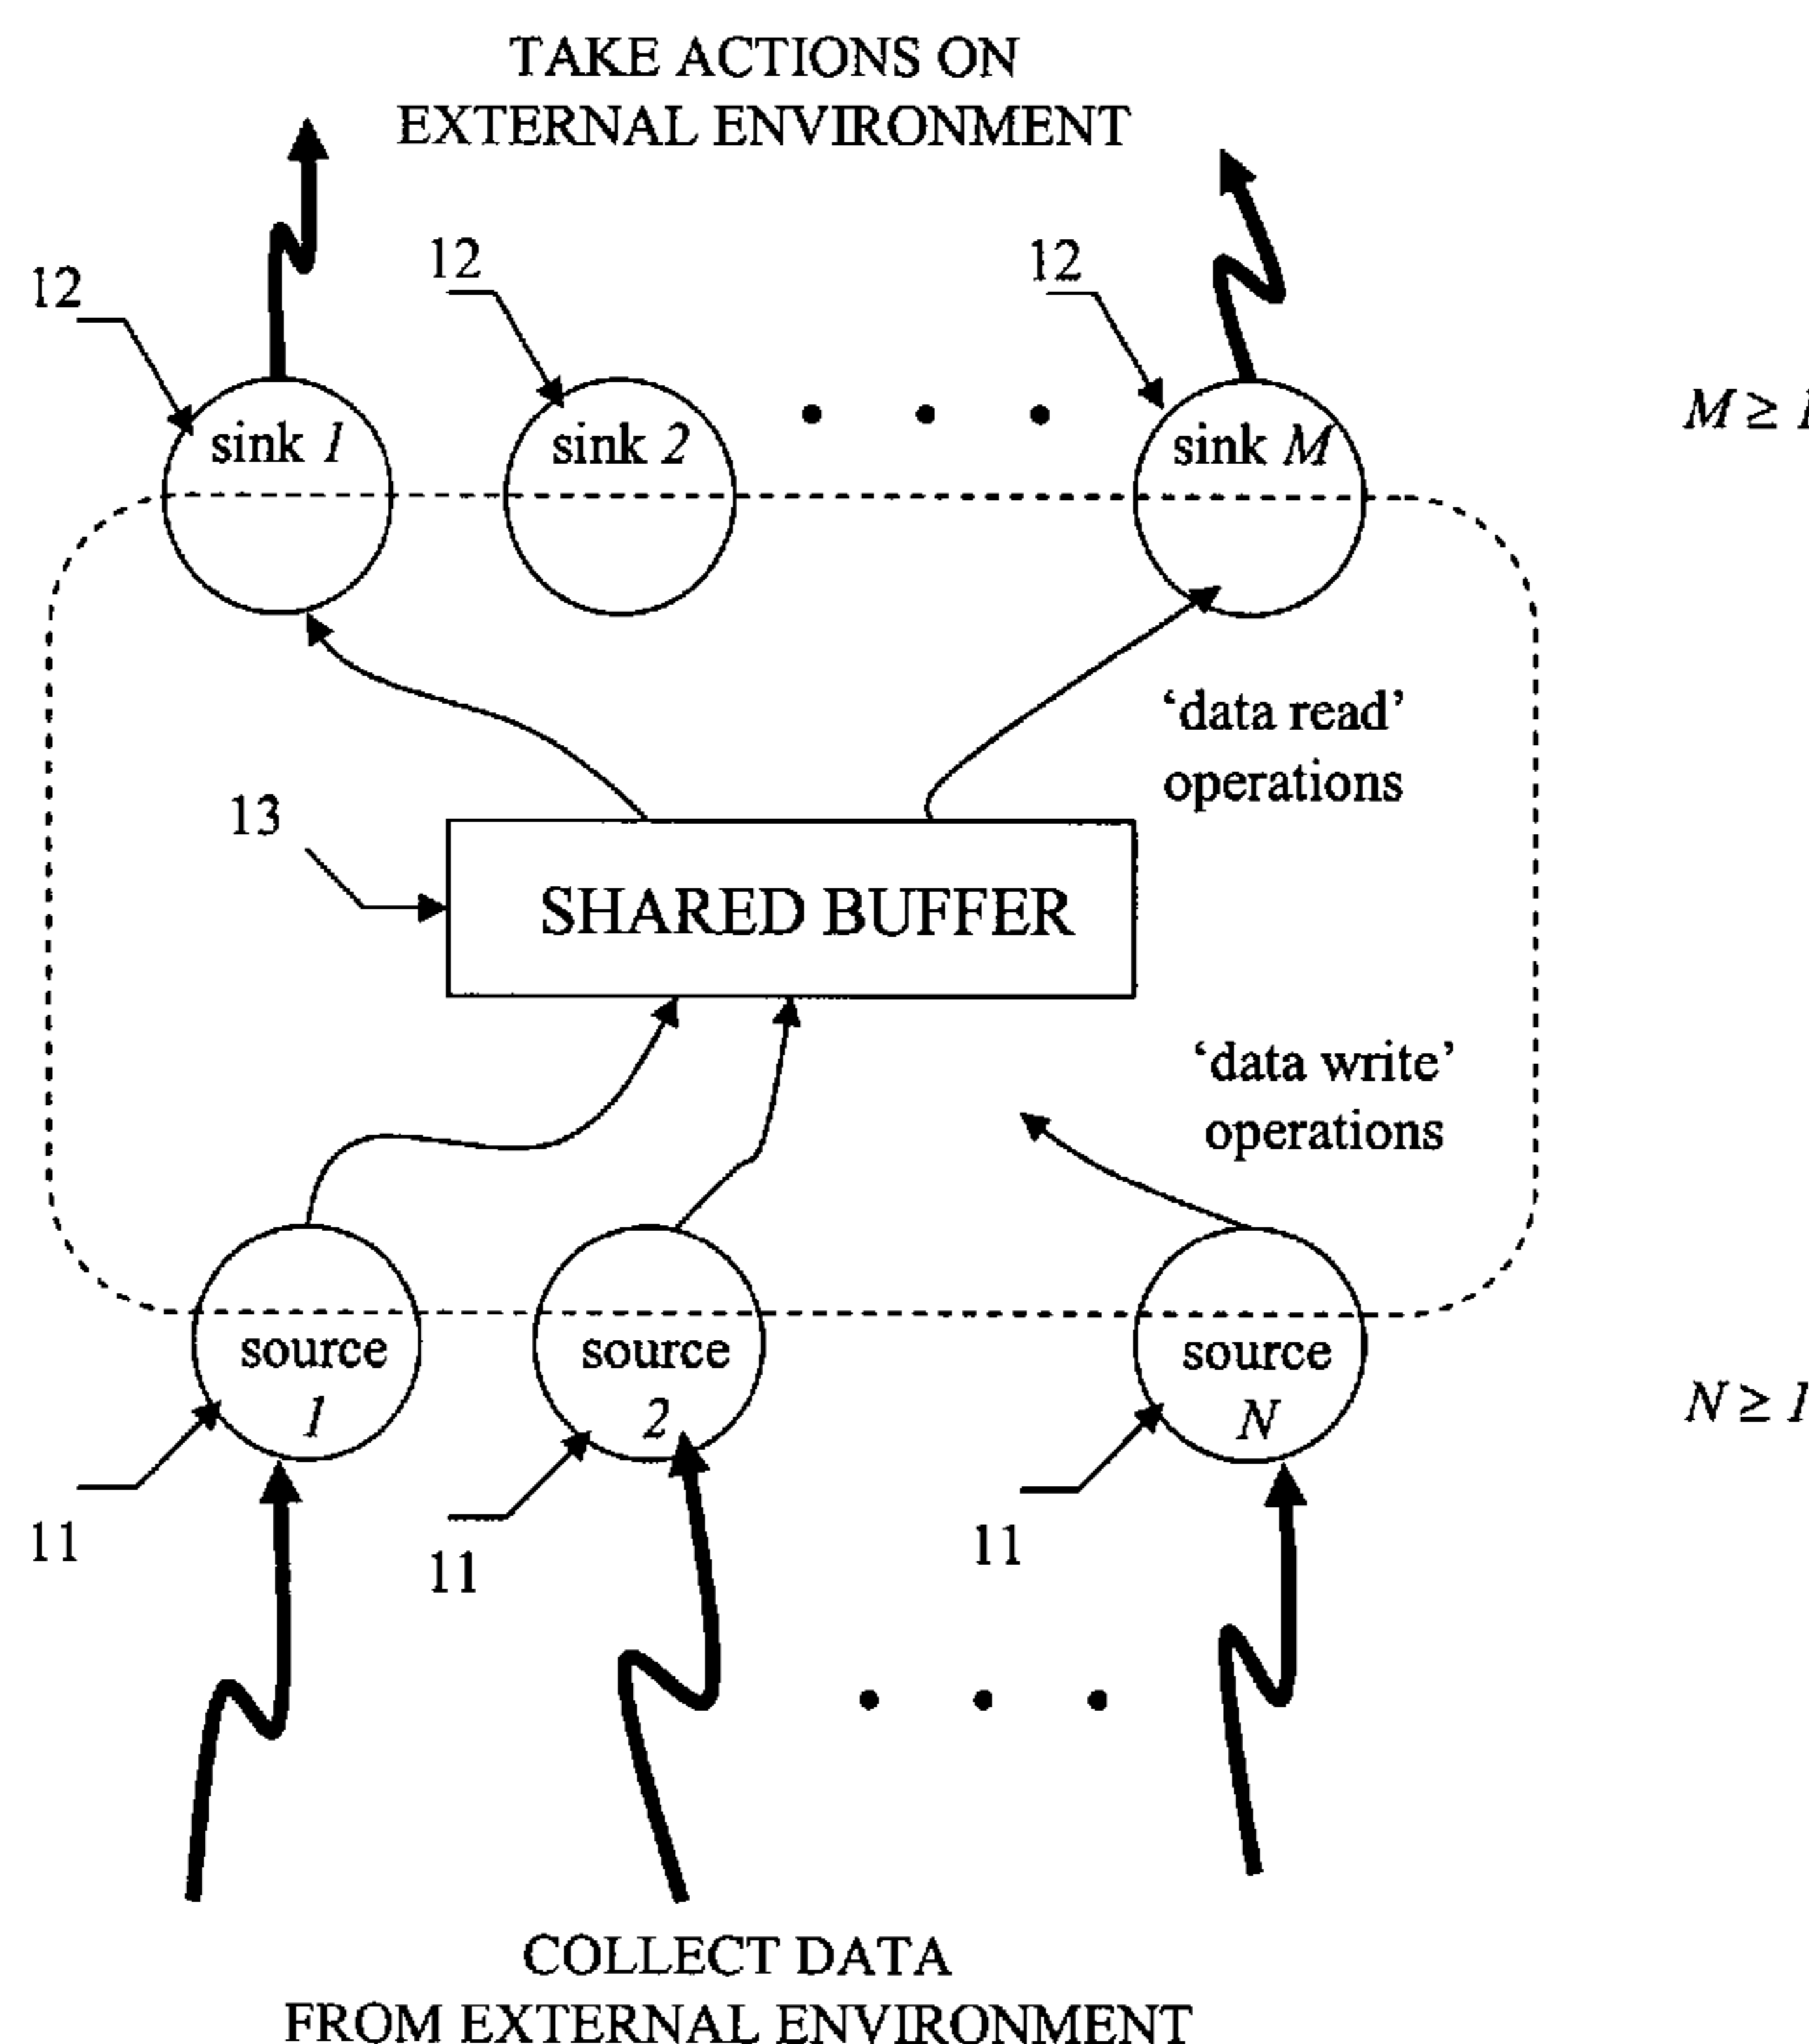 TAKE ACTIONS ON
EXTERNAL ENVIRONMENT
12
12
12
sink 1
sink 2
sink M
M ≥
'data read'
operations
13
SHARED BUFFER
'data write'
operations
source
1
source
2
source
N
N ≥ 1
11
11
11
COLLECT DATA
FROM EXTERNAL ENVIRONMENT